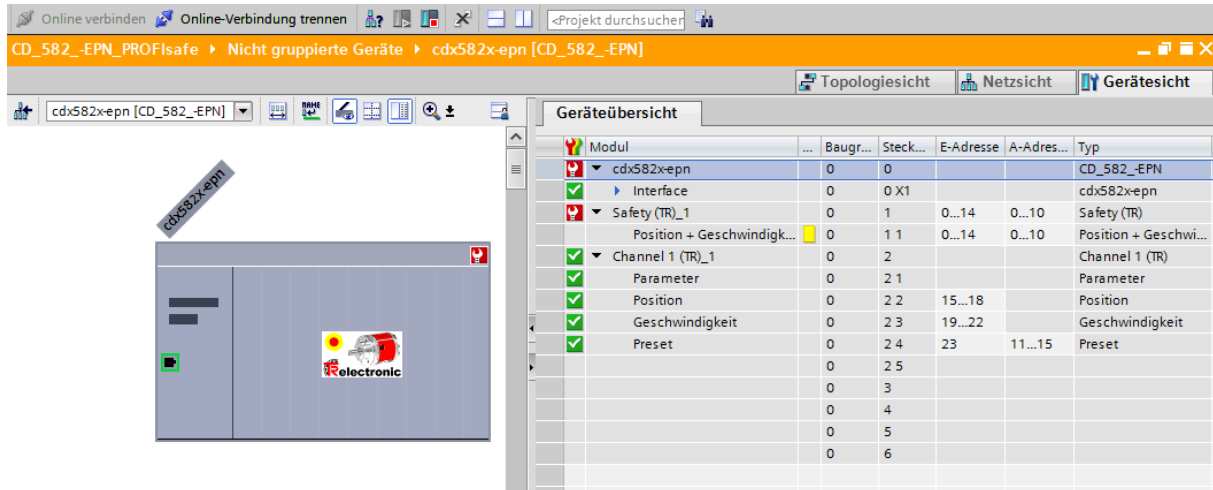 Online verbinden Online-Verbindung trennen <Projekt durchsuchen
CD_582_-EPN_PROFIsafe ▸ Nicht gruppierte Geräte ▸ cdx582x-epn [CD_582_-EPN]
Topologiesicht Netzsicht Gerätesicht
cdx582x-epn [CD_582_-EPN]
Geräteübersicht
Modul ... Baugr... Steck... E-Adresse A-Adres... Typ
cdx582x-epn 0 0 CD_582_-EPN
Interface 0 0 X1 cdx582x-epn
Safety (TR)_1 0 1 0...14 0...10 Safety (TR)
Position + Geschwindigk... 0 1 1 0...14 0...10 Position + Geschwi...
Channel 1 (TR)_1 0 2 Channel 1 (TR)
Parameter 0 2 1 Parameter
Position 0 2 2 15...18 Position
Geschwindigkeit 0 2 3 19...22 Geschwindigkeit
Preset 0 2 4 23 11...15 Preset
0 2 5
0 3
0 4
0 5
0 6
cdx582x-epn
TRelectronic